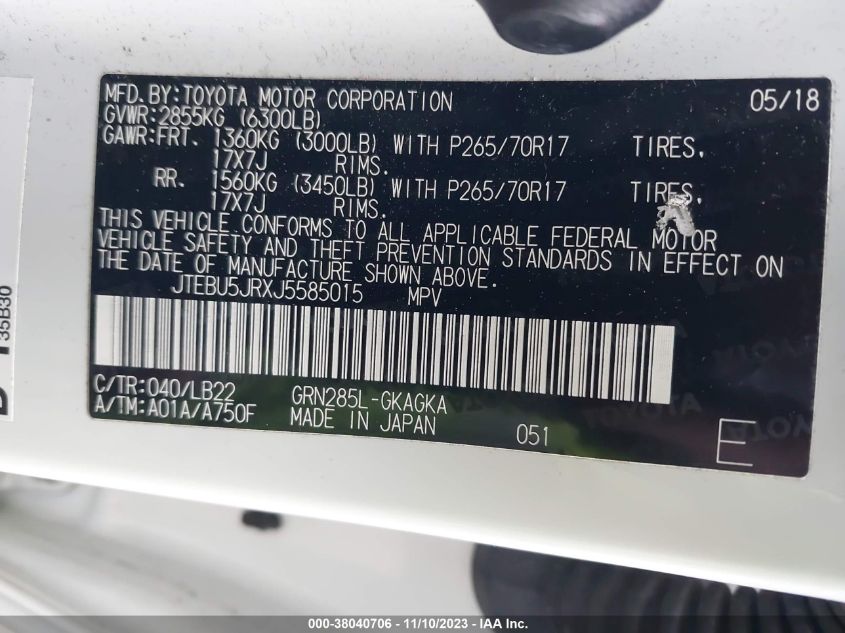 MFD. BY: TOYOTA MOTOR CORPORATION 05/18
GVWR: 2855KG (6300LB)
GAWR: FRT. 1360KG (3000LB) WITH P265/70R17 TIRES.
17X7J RIMS.
RR. 1560KG (3450LB) WITH P265/70R17 TIRES.
17X7J RIMS.
THIS VEHICLE CONFORMS TO ALL APPLICABLE FEDERAL MOTOR
VEHICLE SAFETY AND THEFT PREVENTION STANDARDS IN EFFECT ON
THE DATE OF MANUFACTURE SHOWN ABOVE.
JTEBU5JRXJ5585015 MPV
C/TR: 040/LB22 GRN285L-GKAGKA
A/TM: A01A/A750F MADE IN JAPAN 051 E
35B30
000-38040706 - 11/10/2023 - IAA Inc.